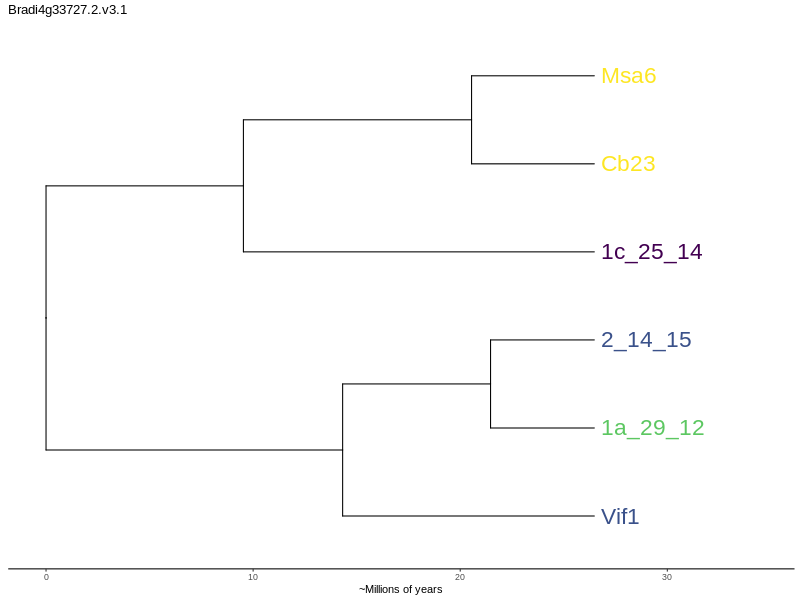 Bradi4g33727.2.v3.1
Msa6
Cb23
1c_25_14
2_14_15
1a_29_12
Vif1
0 10 20 30
~Millions of years